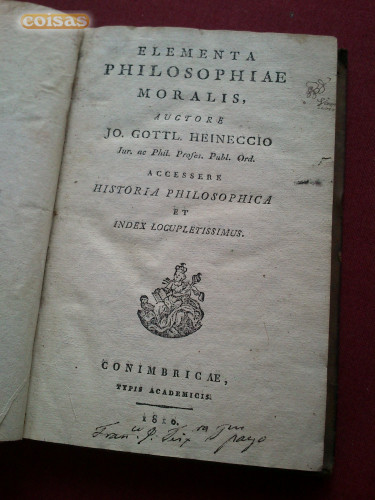 coisas
ELEMENTA
PHILOSOPHIAE
MORALIS,
AUCTORE
JO. GOTTL. HEINECCIO
Iur. ac Phil. Profes. Publ. Ord.
ACCESSERE
HISTORIA PHILOSOPHICA
ET
INDEX LOCUPLETISSIMUS.
CONIMBRICAE,
TYPIS ACADEMICIS.
1810.